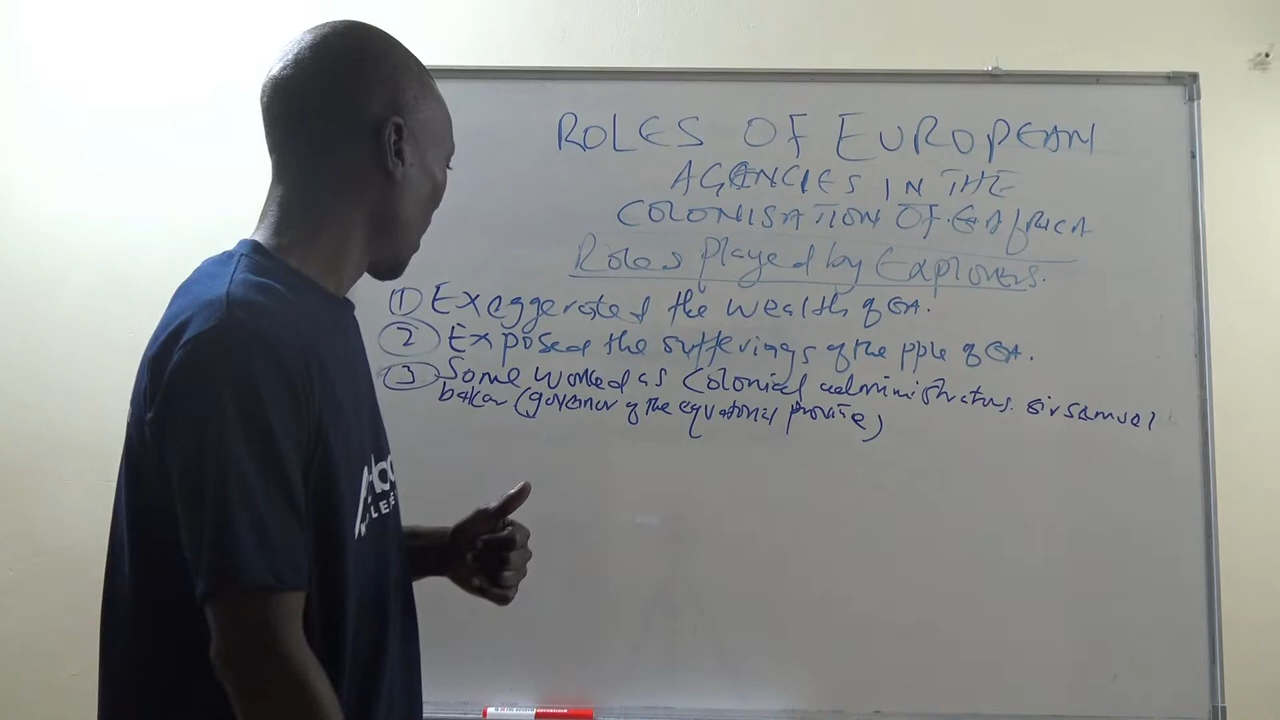 ROLES OF EUROPEAN
AGENCIES IN THE
COLONISATION OF E. AfRICA
Roles played by Explorers.
① Exaggerated the wealth of EA.
② Exposed the sufferings of the pple of EA.
③ Some worked as colonial administrators. Sir Samuel
baker (governor of the equatorial province)